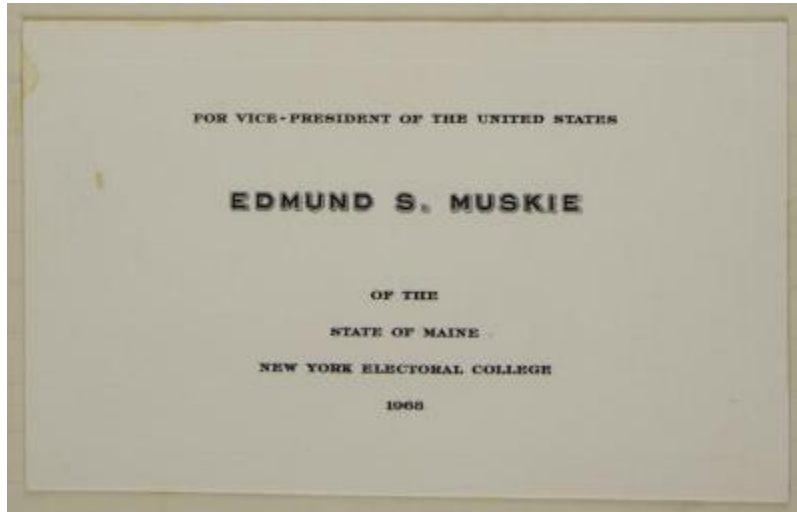 FOR VICE-PRESIDENT OF THE UNITED STATES
EDMUND S. MUSKIE
OF THE
STATE OF MAINE
NEW YORK ELECTORAL COLLEGE
1968